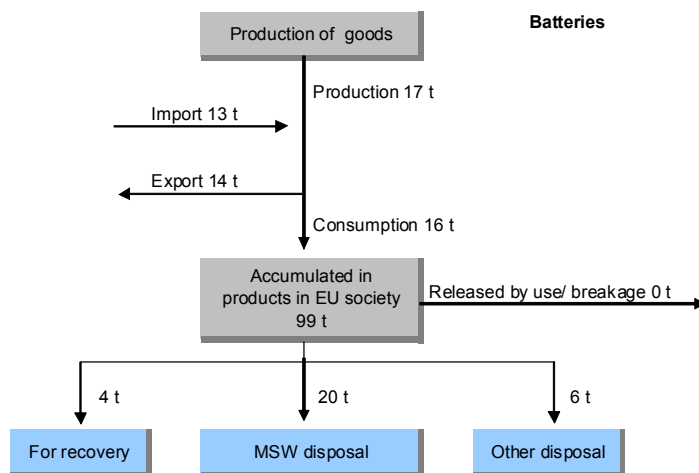 Batteries
Production of goods
Production 17 t
Import 13 t
Export 14 t
Consumption 16 t
Accumulated in
products in EU society
99 t
Released by use/ breakage 0 t
4 t
20 t
6 t
For recovery
MSW disposal
Other disposal